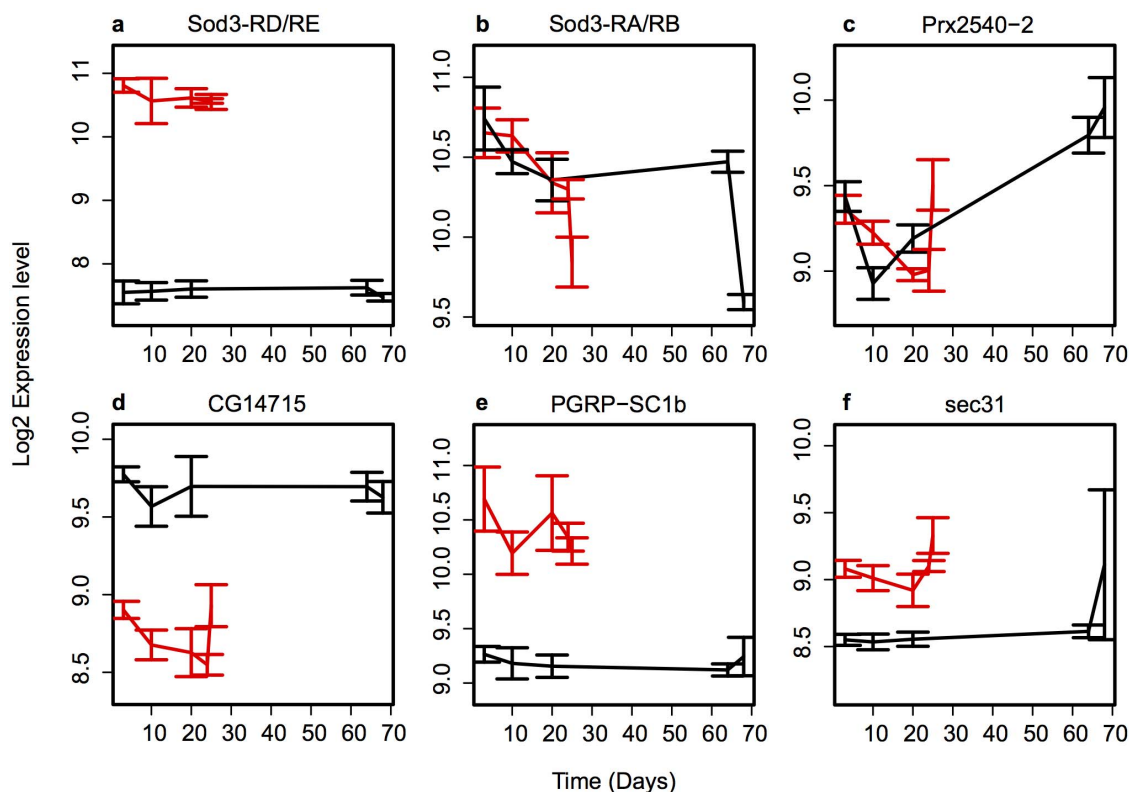 a Sod3-RD/RE
b Sod3-RA/RB
c Prx2540−2
11
10
9
8
10 20 30 40 50 60 70
11.0
10.5
10.0
9.5
10 20 30 40 50 60 70
10.0
9.5
9.0
10 20 30 40 50 60 70
Log2 Expression level
d CG14715
e PGRP−SC1b
f sec31
10.0
9.5
9.0
8.5
10 20 30 40 50 60 70
11.0
10.5
10.0
9.5
9.0
10 20 30 40 50 60 70
10.0
9.5
9.0
8.5
10 20 30 40 50 60 70
Time (Days)